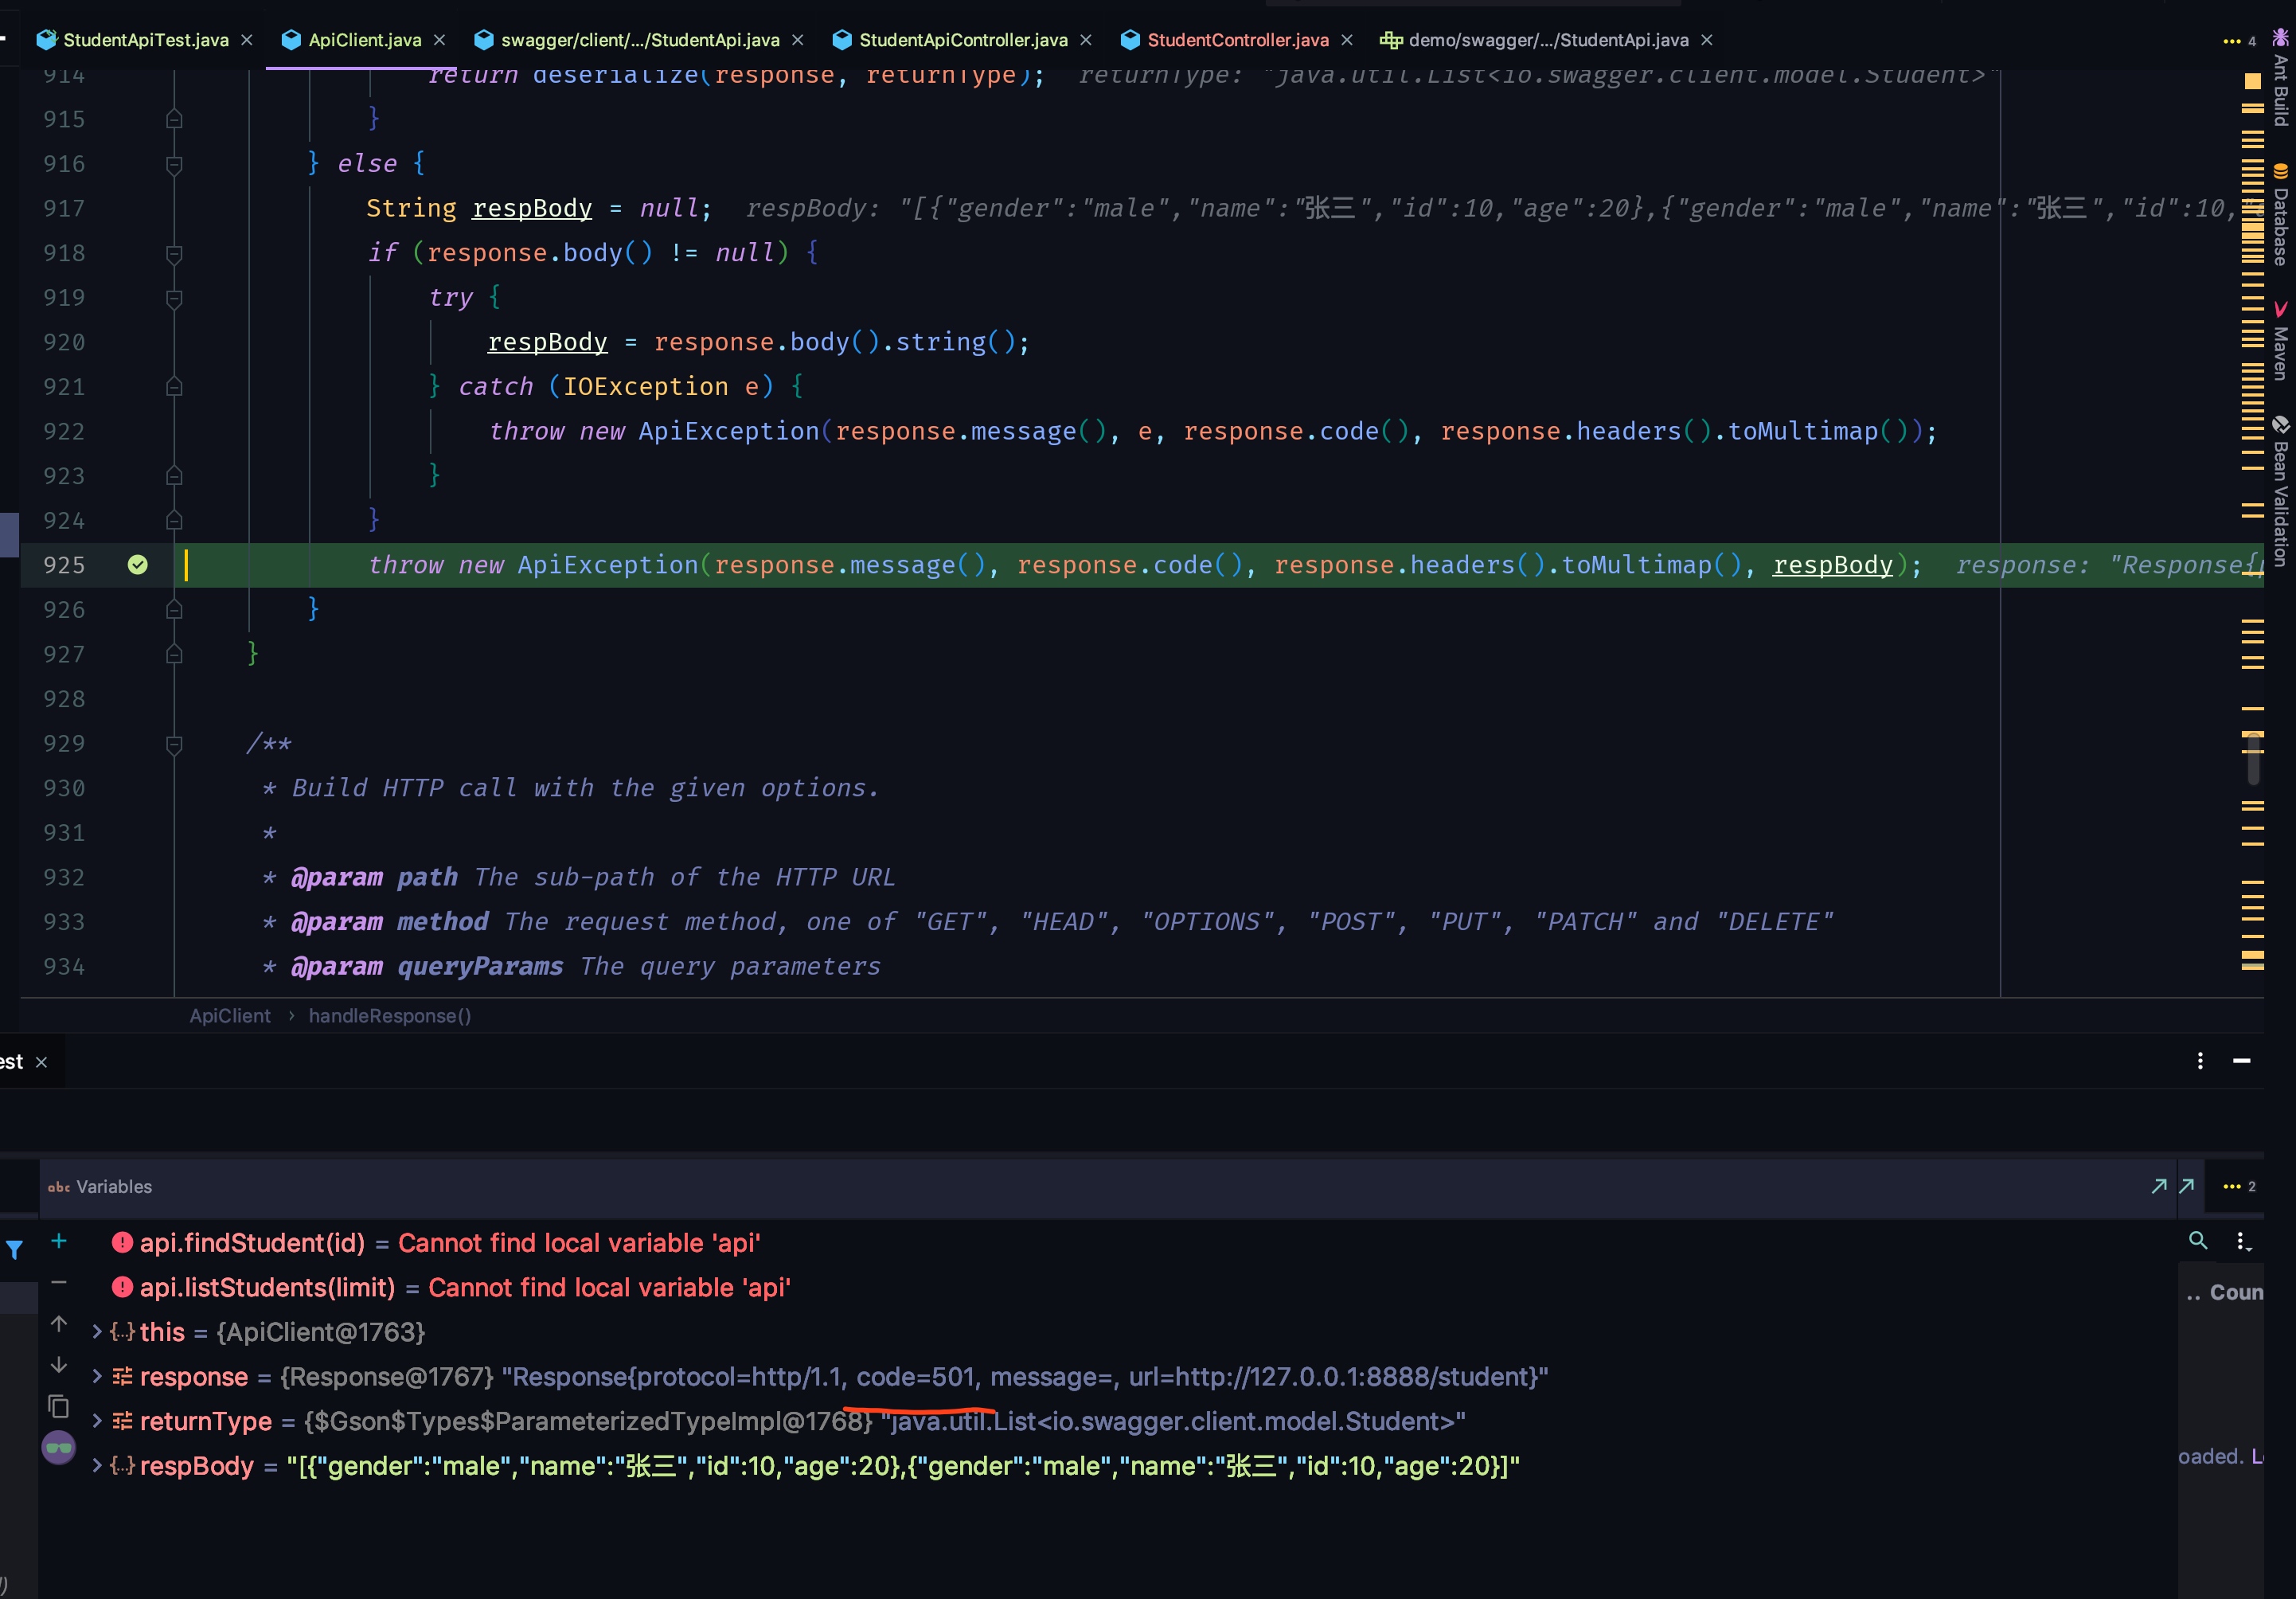 StudentApiTest.java ApiClient.java swagger/client/.../StudentApi.java StudentApiController.java StudentController.java demo/swagger/.../StudentApi.java 4
914 return deserialize(response, returnType); returnType: "java.util.List<io.swagger.client.model.Student>"
915 }
916 } else {
917 String respBody = null; respBody: "[{"gender":"male","name":"张三","id":10,"age":20},{"gender":"male","name":"张三","id":10,
918 if (response.body() != null) {
919 try {
920 respBody = response.body().string();
921 } catch (IOException e) {
922 throw new ApiException(response.message(), e, response.code(), response.headers().toMultimap());
923 }
924 }
925 throw new ApiException(response.message(), response.code(), response.headers().toMultimap(), respBody); response: "Response{
926 }
927 }
928
929 /**
930 * Build HTTP call with the given options.
931 *
932 * @param path The sub-path of the HTTP URL
933 * @param method The request method, one of "GET", "HEAD", "OPTIONS", "POST", "PUT", "PATCH" and "DELETE"
934 * @param queryParams The query parameters
ApiClient › handleResponse()
Ant Build
Database
Maven
Bean Validation
est
abc Variables 2
api.findStudent(id) = Cannot find local variable 'api'
api.listStudents(limit) = Cannot find local variable 'api'
this = {ApiClient@1763}
response = {Response@1767} "Response{protocol=http/1.1, code=501, message=, url=http://127.0.0.1:8888/student}"
returnType = {$Gson$Types$ParameterizedTypeImpl@1768} "java.util.List<io.swagger.client.model.Student>"
respBody = "[{"gender":"male","name":"张三","id":10,"age":20},{"gender":"male","name":"张三","id":10,"age":20}]"
.. Coun
oaded. L